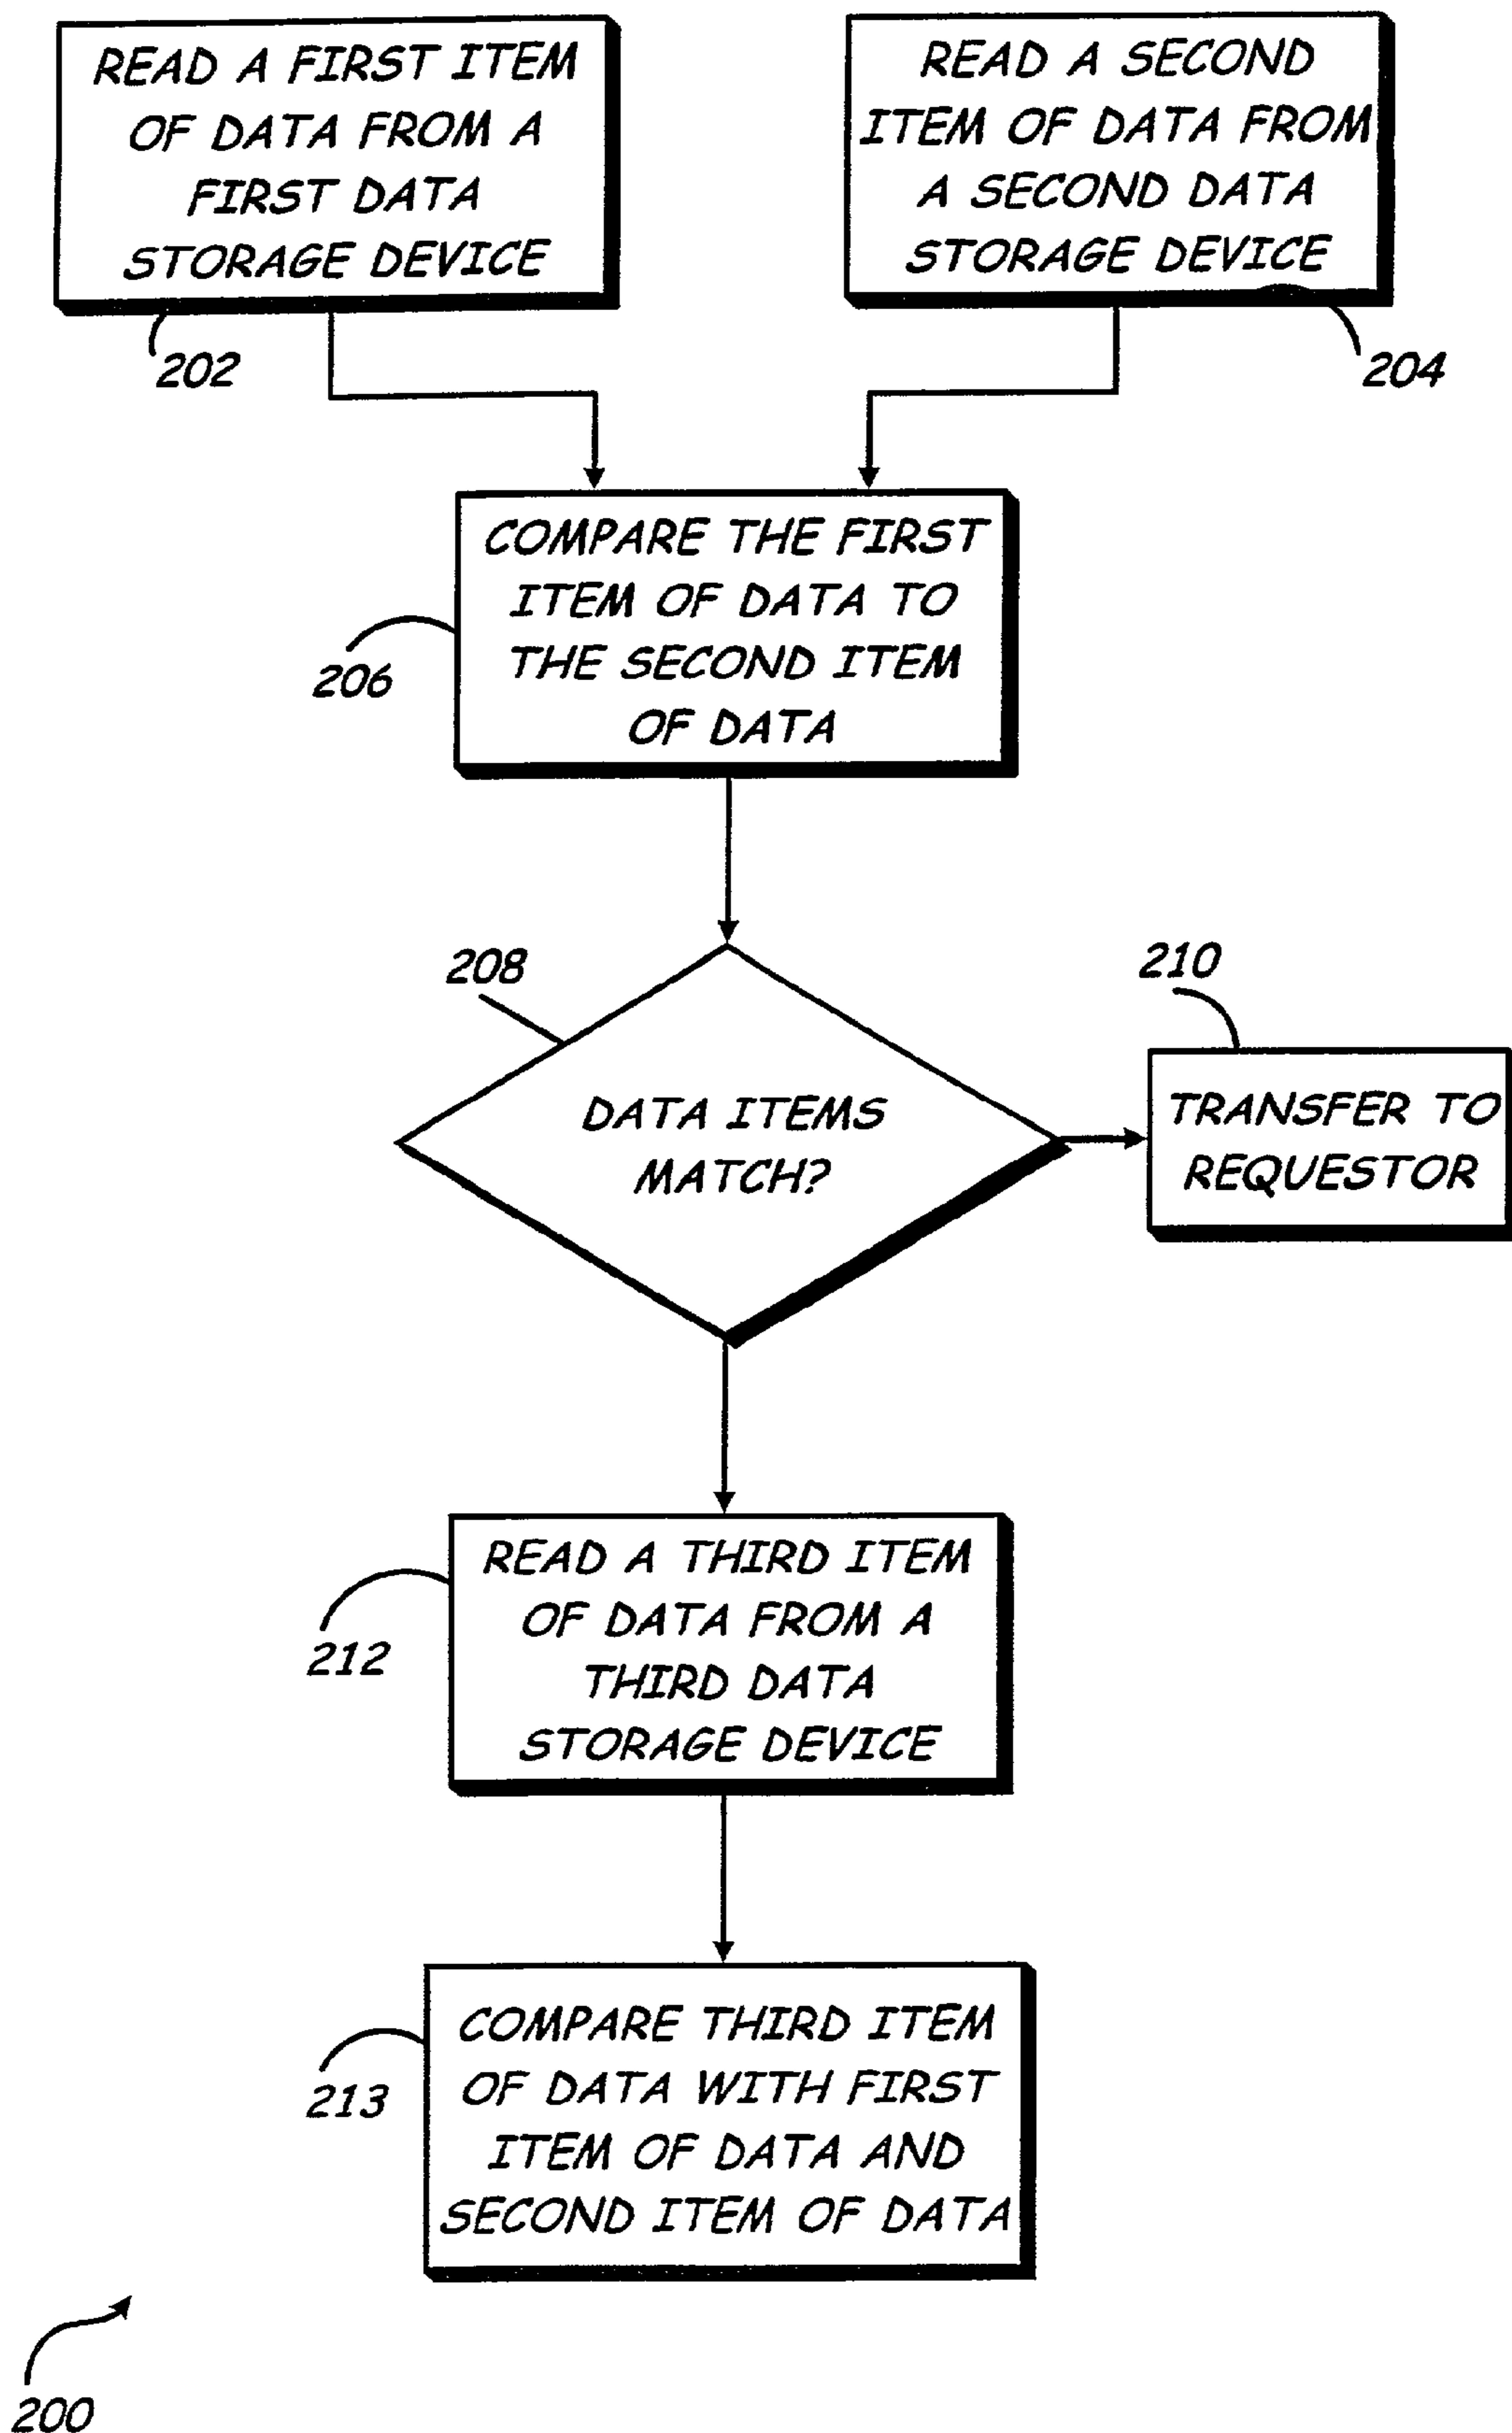 READ A FIRST ITEM
OF DATA FROM A
FIRST DATA
STORAGE DEVICE
202
READ A SECOND
ITEM OF DATA FROM
A SECOND DATA
STORAGE DEVICE
204
COMPARE THE FIRST
ITEM OF DATA TO
THE SECOND ITEM
OF DATA
206
208
DATA ITEMS
MATCH?
210
TRANSFER TO
REQUESTOR
READ A THIRD ITEM
OF DATA FROM A
THIRD DATA
STORAGE DEVICE
212
COMPARE THIRD ITEM
OF DATA WITH FIRST
ITEM OF DATA AND
SECOND ITEM OF DATA
213
200